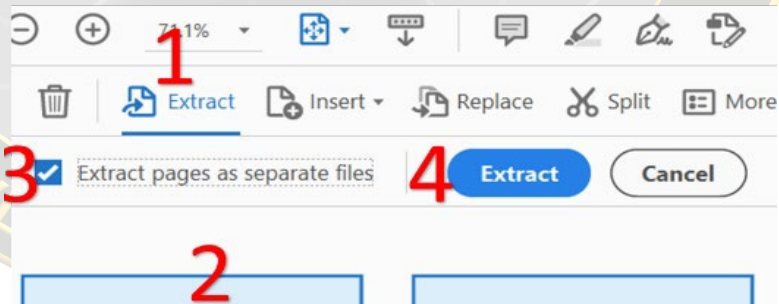 71.1%
1
Extract Insert Replace Split More
3 Extract pages as separate files 4 Extract Cancel
2